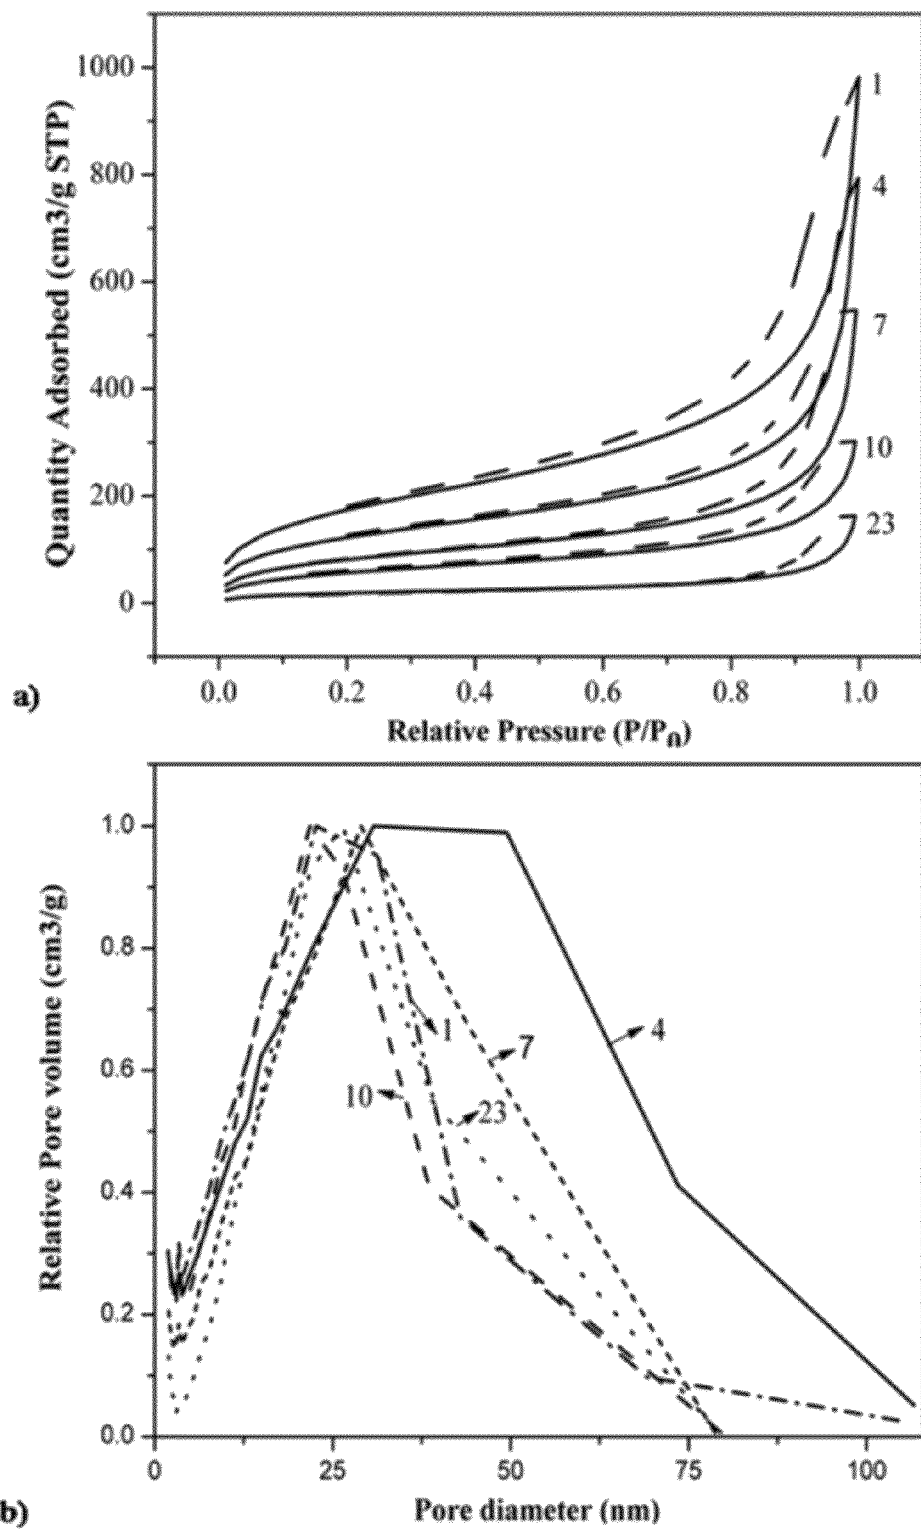 1000
800
600
400
200
0
Quantity Adsorbed (cm3/g STP)
1
4
7
10
23
0.0 0.2 0.4 0.6 0.8 1.0
a)
Relative Pressure (P/P0)
1.0
0.8
0.6
0.4
0.2
0.0
Relative Pore volume (cm3/g)
1
7
4
10
23
0 25 50 75 100
b)
Pore diameter (nm)